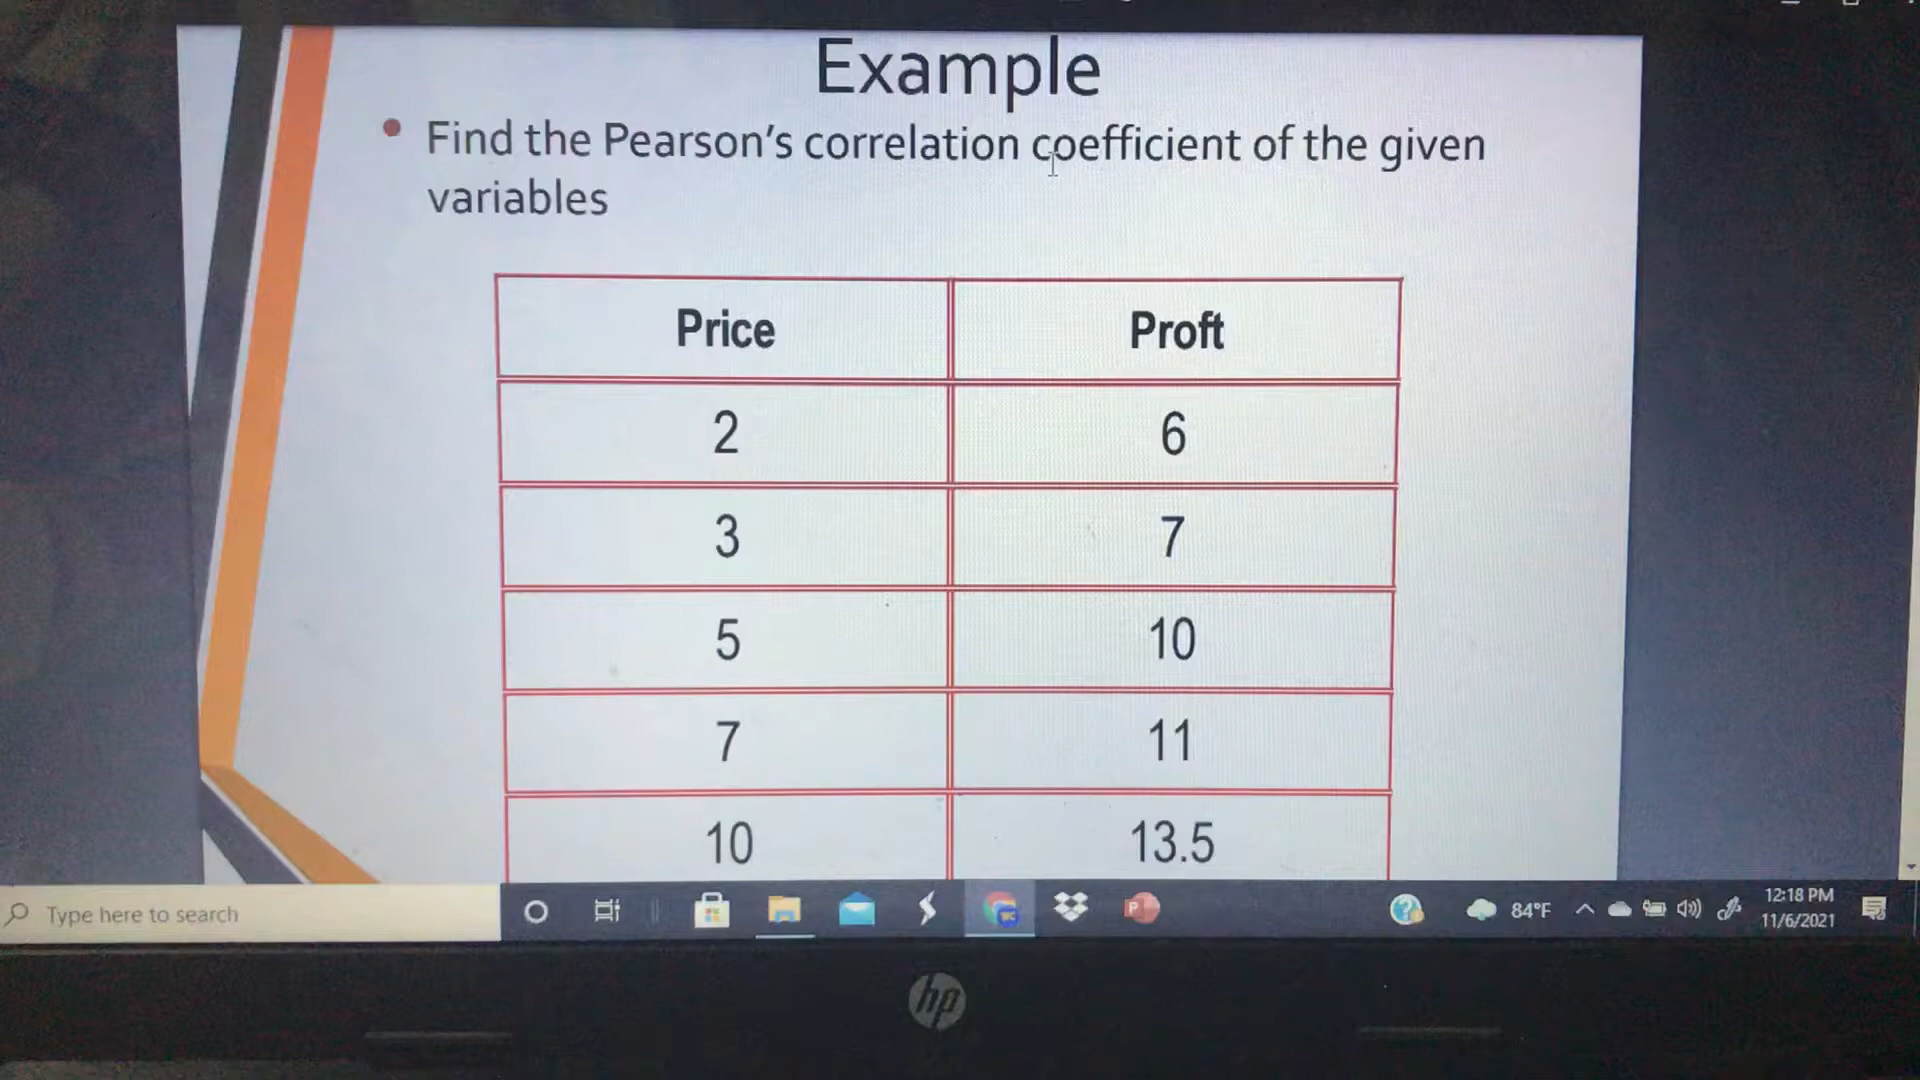 Example
• Find the Pearson's correlation coefficient of the given
variables
Price Proft
2 6
3 7
5 10
7 11
10 13.5
Type here to search
84°F
12:18 PM
11/6/2021
hp